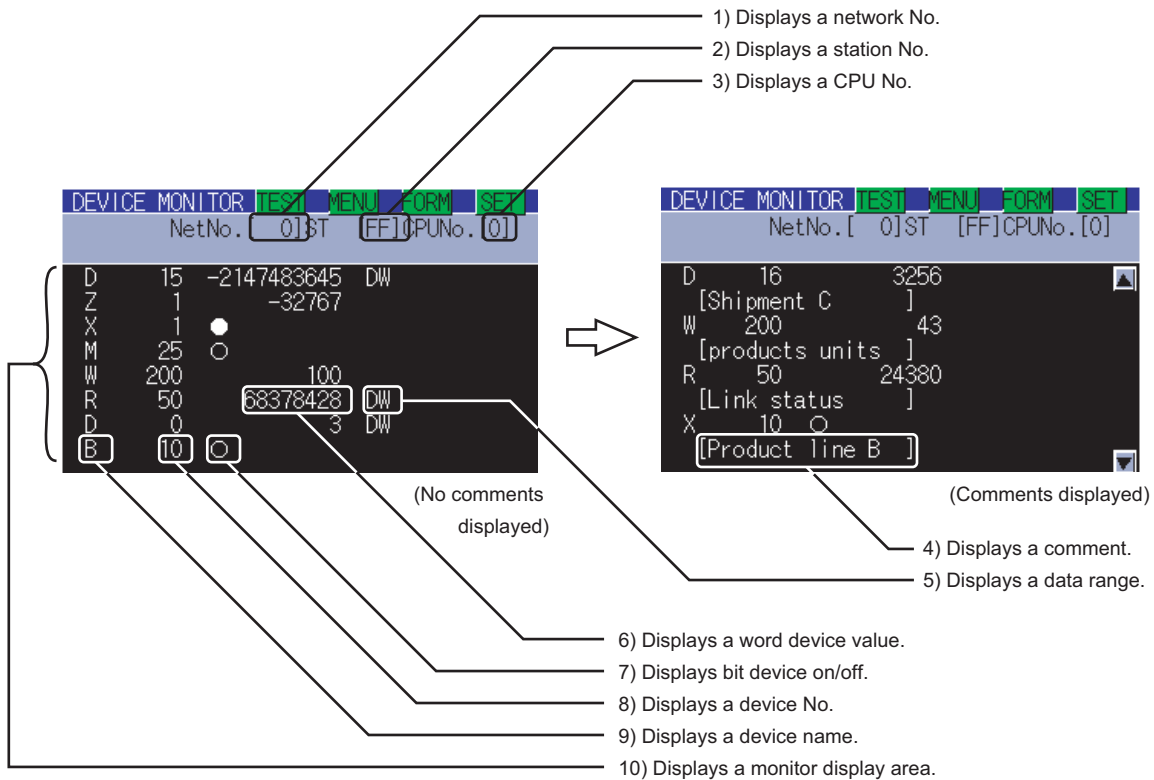 1) Displays a network No.
2) Displays a station No.
3) Displays a CPU No.
DEVICE MONITOR TEST MENU FORM SET
NetNo.[ 0]ST [FF]CPUNo.[0]
D 15 -2147483645 DW
Z 1 -32767
X 1 ●
M 25 ○
W 200 100
R 50 68378428 DW
D 0 3 DW
B 10 ○
(No comments
displayed)
DEVICE MONITOR TEST MENU FORM SET
NetNo.[ 0]ST [FF]CPUNo.[0]
D 16 3256
[Shipment C ]
W 200 43
[products units ]
R 50 24380
[Link status ]
X 10 ○
[Product line B ]
(Comments displayed)
4) Displays a comment.
5) Displays a data range.
6) Displays a word device value.
7) Displays bit device on/off.
8) Displays a device No.
9) Displays a device name.
10) Displays a monitor display area.